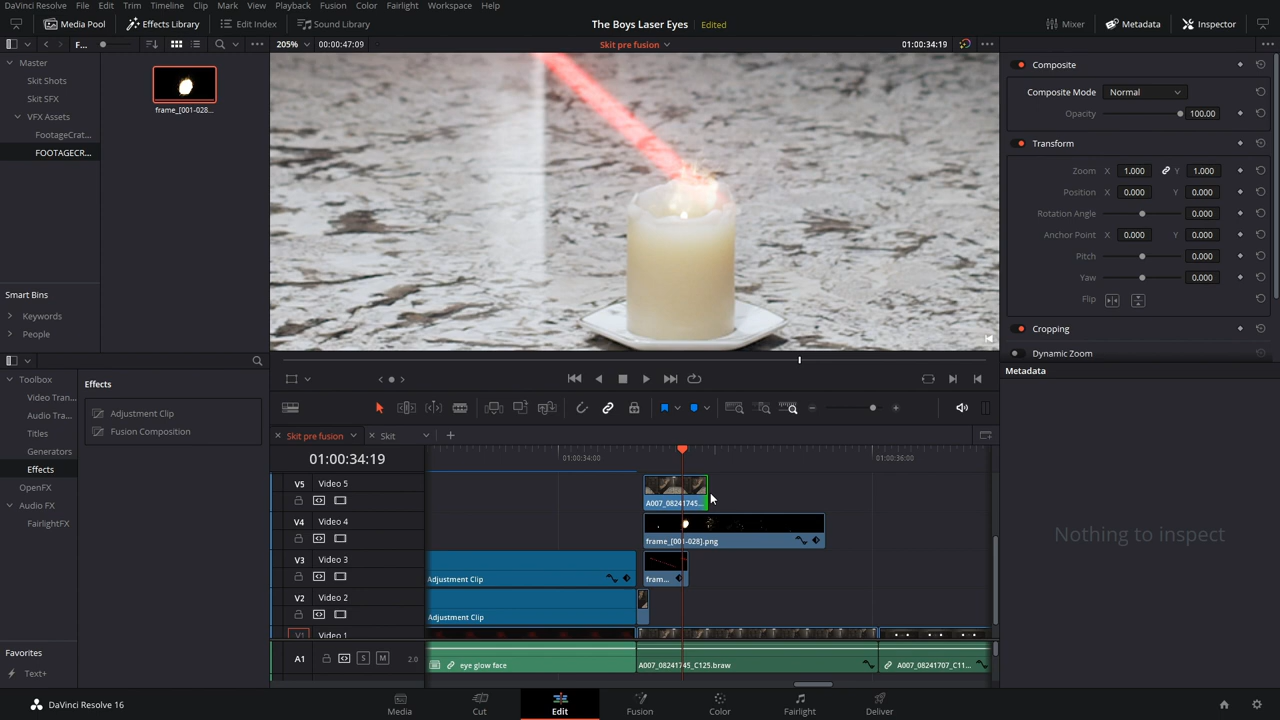 DaVinci Resolve File Edit Trim Timeline Clip Mark View Playback Fusion Color Fairlight Workspace Help
Media Pool Effects Library Edit Index Sound Library The Boys Laser Eyes Edited Mixer Metadata Inspector
F... 205% 00:00:47:09 Skit pre fusion 01:00:34:19
Master
Skit Shots
Skit SFX
VFX Assets
FootageCrat...
FOOTAGECR...
frame_[001-028...
Smart Bins
Keywords
People
Composite
Composite Mode Normal
Opacity 100.00
Transform
Zoom X 1.000 Y 1.000
Position X 0.000 Y 0.000
Rotation Angle 0.000
Anchor Point X 0.000 Y 0.000
Pitch 0.000
Yaw 0.000
Flip
Cropping
Dynamic Zoom
Metadata
Nothing to inspect
Toolbox
Video Tran...
Audio Tra...
Titles
Generators
Effects
OpenFX
Audio FX
FairlightFX
Favorites
Text+
Effects
Adjustment Clip
Fusion Composition
Skit pre fusion Skit
01:00:34:19 01:00:34:00 01:00:36:00
V5 Video 5
A007_08241745...
V4 Video 4
frame_[001-028].png
V3 Video 3
Adjustment Clip fram...
V2 Video 2
Adjustment Clip
V1 Video 1
A1 S M 2.0 eye glow face A007_08241745_C125.braw A007_08241707_C11...
DaVinci Resolve 16 Media Cut Edit Fusion Color Fairlight Deliver